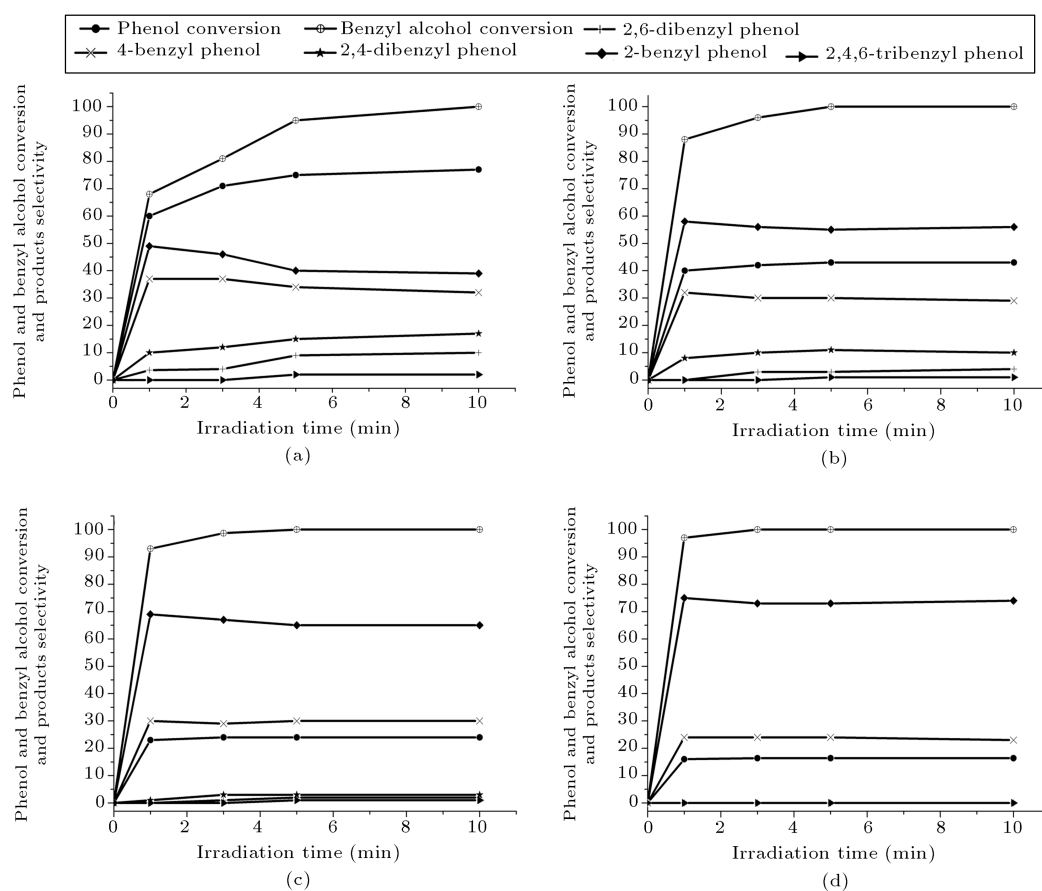 Phenol conversion Benzyl alcohol conversion 2,6-dibenzyl phenol
4-benzyl phenol 2,4-dibenzyl phenol 2-benzyl phenol 2,4,6-tribenzyl phenol
Phenol and benzyl alcohol conversion
and products selectivity
100
90
80
70
60
50
40
30
20
10
0
0 2 4 6 8 10
Irradiation time (min)
(a)
Phenol and benzyl alcohol conversion
and products selectivity
100
90
80
70
60
50
40
30
20
10
0
0 2 4 6 8 10
Irradiation time (min)
(b)
Phenol and benzyl alcohol conversion
and products selectivity
100
90
80
70
60
50
40
30
20
10
0
0 2 4 6 8 10
Irradiation time (min)
(c)
Phenol and benzyl alcohol conversion
and products selectivity
100
90
80
70
60
50
40
30
20
10
0
0 2 4 6 8 10
Irradiation time (min)
(d)